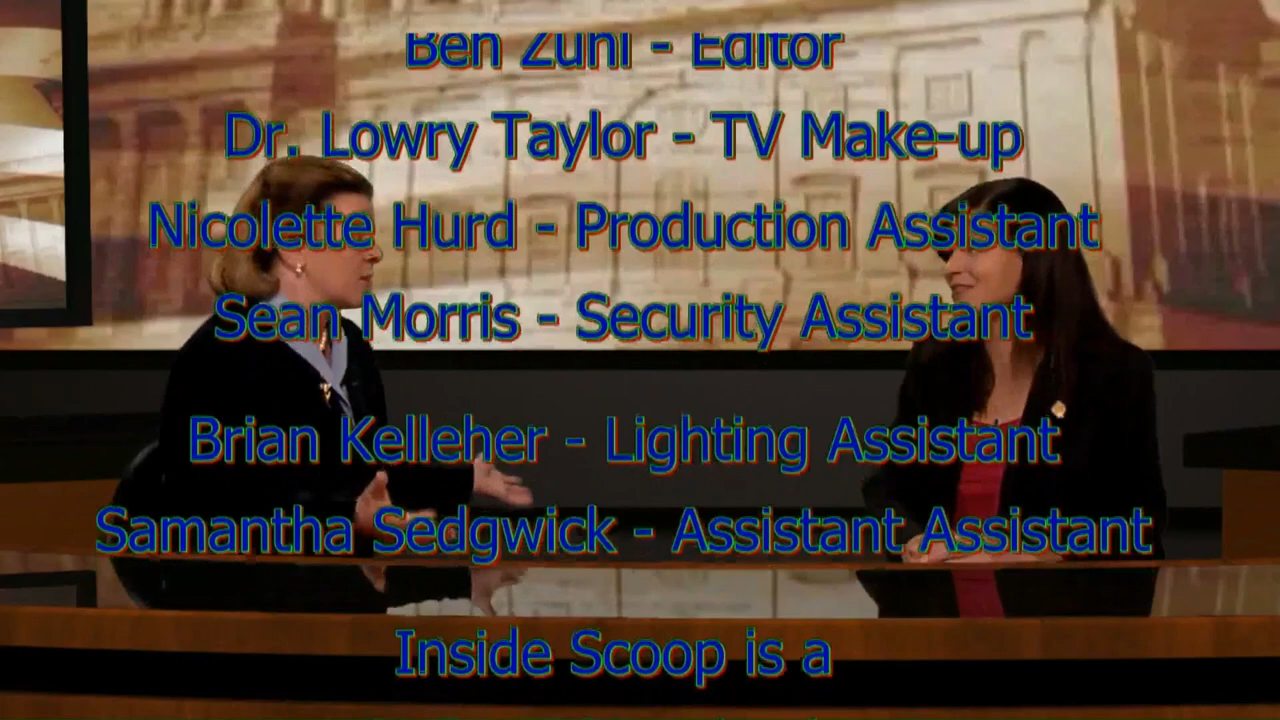 Ben Zuni - Editor
Dr. Lowry Taylor - TV Make-up
Nicolette Hurd - Production Assistant
Sean Morris - Security Assistant
Brian Kelleher - Lighting Assistant
Samantha Sedgwick - Assistant Assistant
Inside Scoop is a